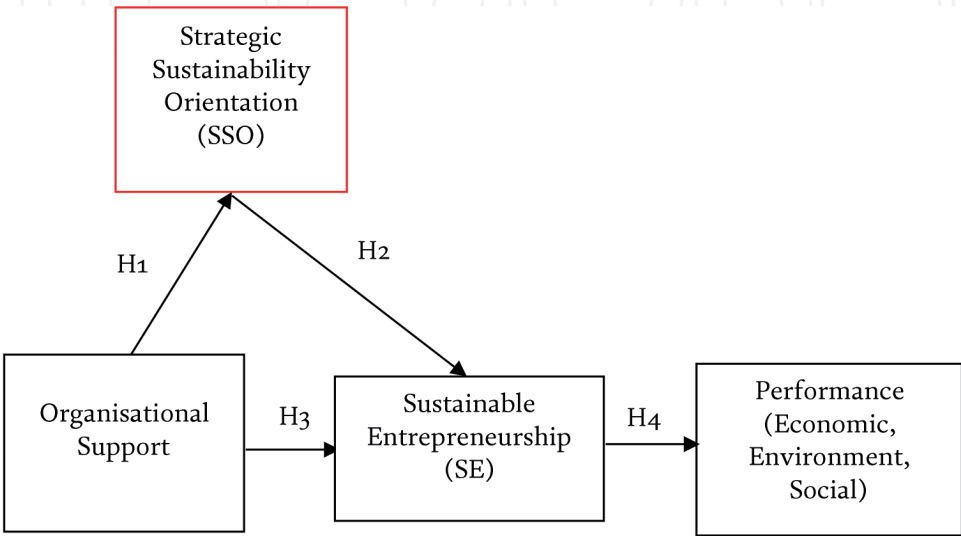 Strategic
Sustainability
Orientation
(SSO)
H1
H2
Organisational
Support
H3
Sustainable
Entrepreneurship
(SE)
H4
Performance
(Economic,
Environment,
Social)